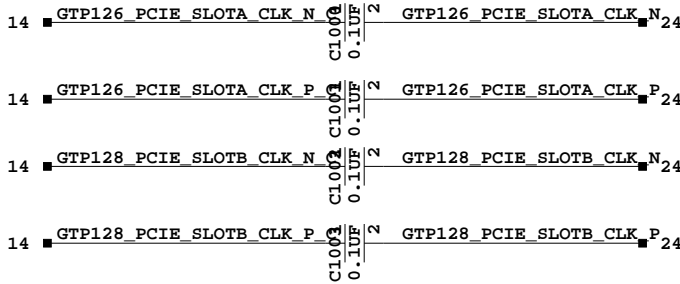 14 GTP126_PCIE_SLOTA_CLK_N_C C1000 0.1UF 2 GTP126_PCIE_SLOTA_CLK_N 24
14 GTP126_PCIE_SLOTA_CLK_P_C C1001 0.1UF 2 GTP126_PCIE_SLOTA_CLK_P 24
14 GTP128_PCIE_SLOTB_CLK_N_C C1002 0.1UF 2 GTP128_PCIE_SLOTB_CLK_N 24
14 GTP128_PCIE_SLOTB_CLK_P_C C1003 0.1UF 2 GTP128_PCIE_SLOTB_CLK_P 24